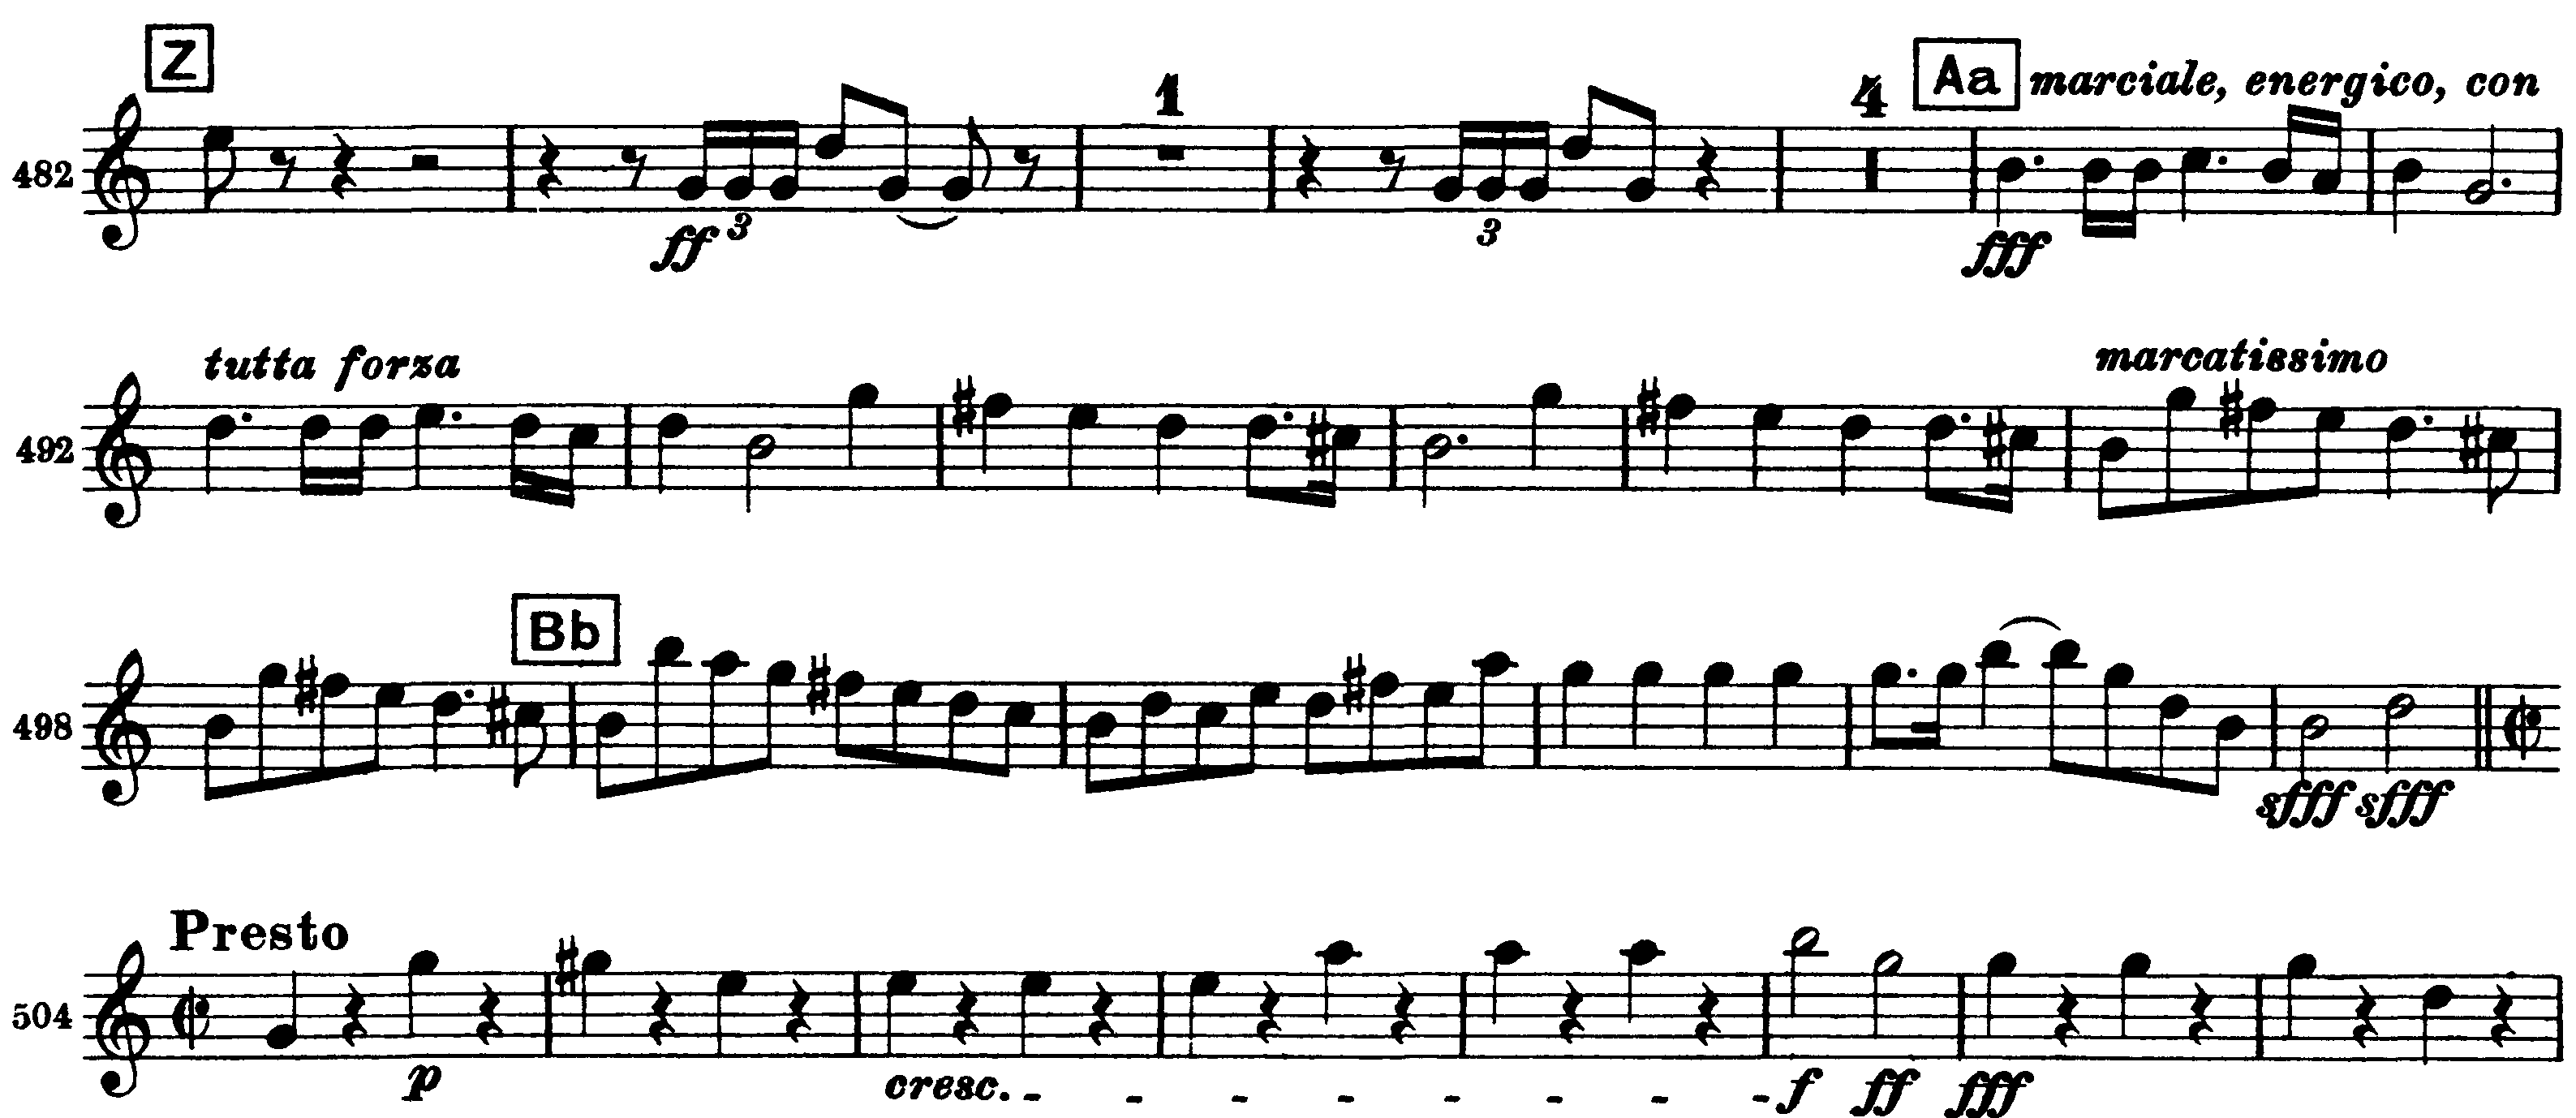 Z
1
4
Aa marciale, energico, con
482
3
3
ff
fff
tutta forza
marcatissimo
492
Bb
498
sfff sfff
Presto
504
p
cresc. - - - - - - - - f ff fff